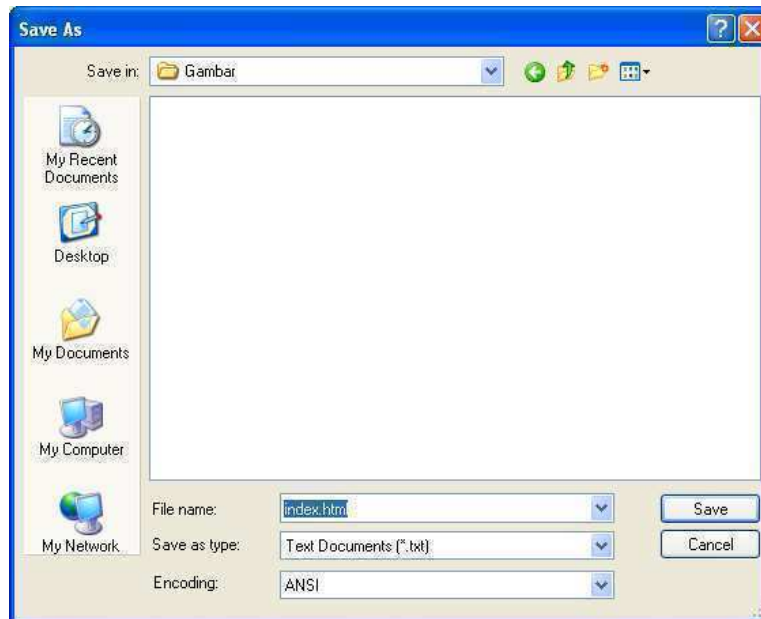 Save As
Save in: Gambar
My Recent
Documents
Desktop
My Documents
My Computer
My Network
File name: index.html
Save as type: Text Documents (*.txt)
Encoding: ANSI
Save
Cancel